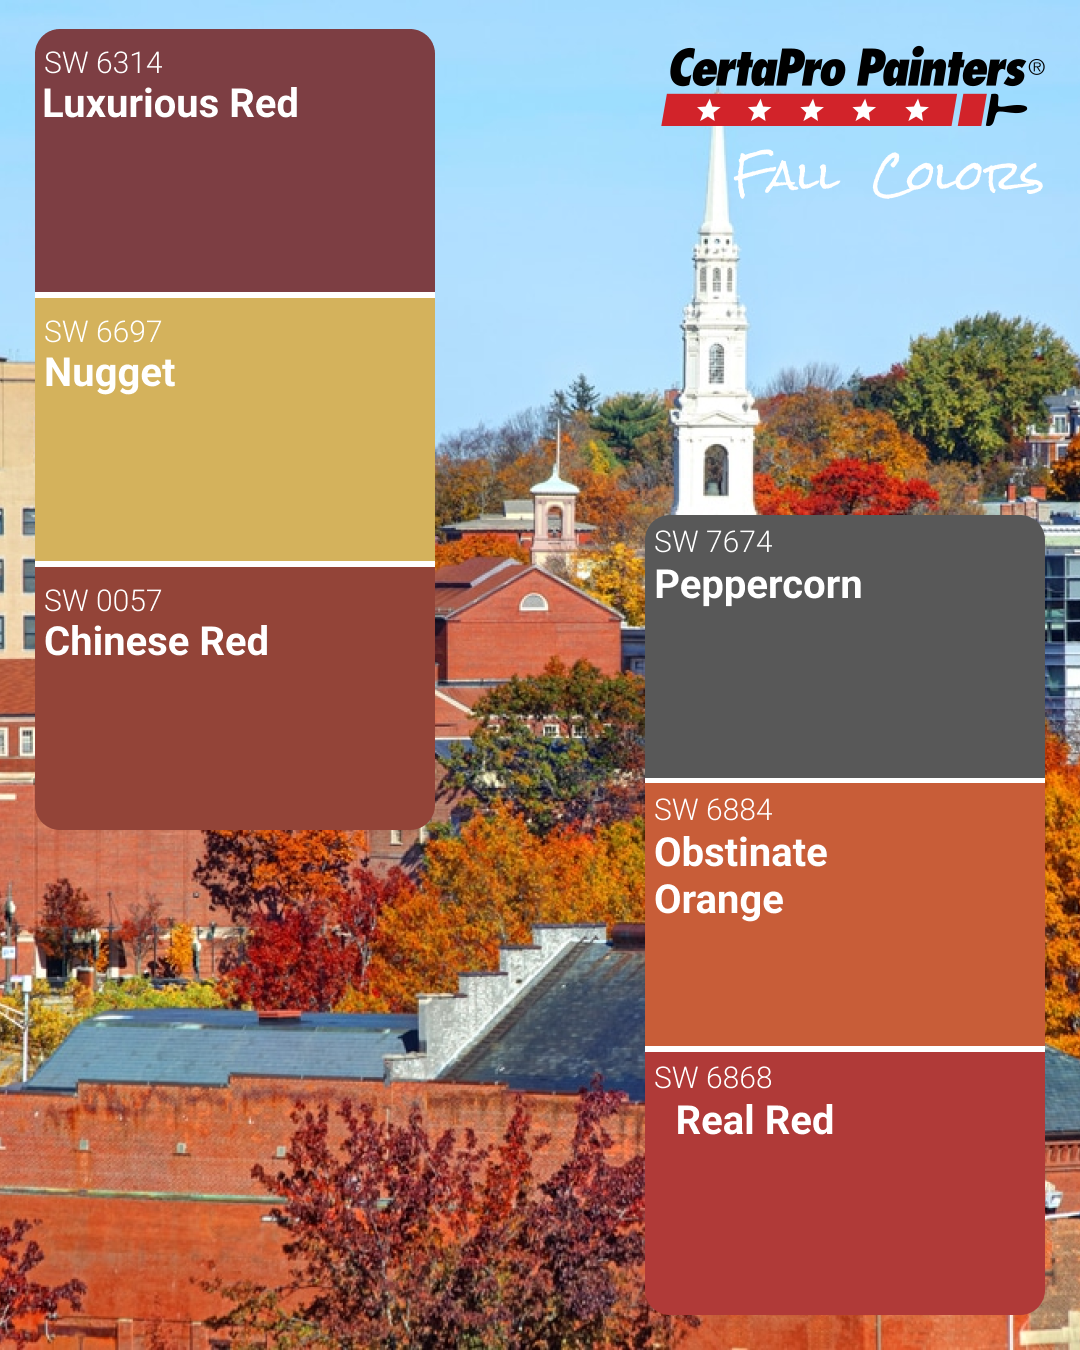 SW 6314
Luxurious Red
SW 6697
Nugget
SW 0057
Chinese Red
CertaPro Painters®
Fall Colors
SW 7674
Peppercorn
SW 6884
Obstinate
Orange
SW 6868
Real Red